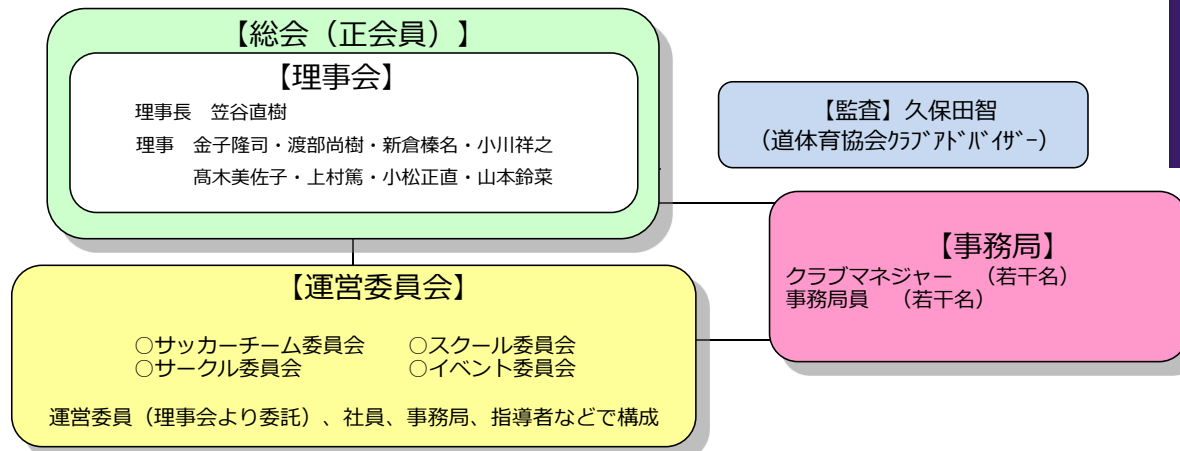 【総会（正会員）】
【理事会】
理事長　笠谷直樹
理事　金子隆司・渡部尚樹・新倉榛名・小川祥之
髙木美佐子・上村篤・小松正直・山本鈴菜
【監査】久保田智
（道体育協会ｸﾗﾌﾞｱﾄﾞﾊﾞｲｻﾞｰ）
【事務局】
クラブマネジャー　（若干名）
事務局員　（若干名）
【運営委員会】
○サッカーチーム委員会　　○スクール委員会
○サークル委員会　　○イベント委員会
運営委員（理事会より委託）、社員、事務局、指導者などで構成